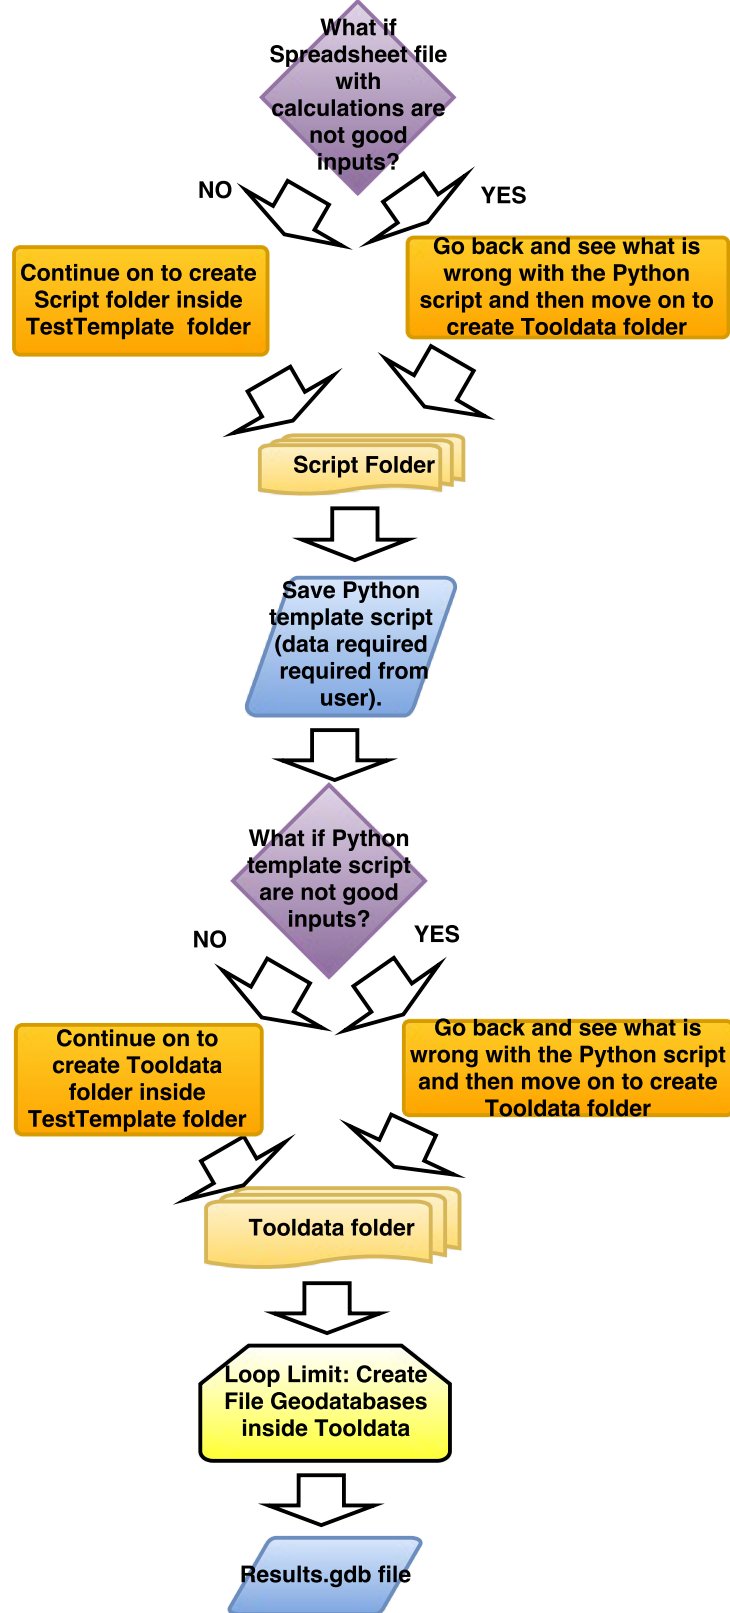 What if
Spreadsheet file
with
calculations are
not good
inputs?
NO
YES
Continue on to create
Script folder inside
TestTemplate folder
Go back and see what is
wrong with the Python
script and then move on to
create Tooldata folder
Script Folder
Save Python
template script
(data required
required from
user).
What if Python
template script
are not good
inputs?
NO
YES
Continue on to
create Tooldata
folder inside
TestTemplate folder
Go back and see what is
wrong with the Python script
and then move on to create
Tooldata folder
Tooldata folder
Loop Limit: Create
File Geodatabases
inside Tooldata
Results.gdb file